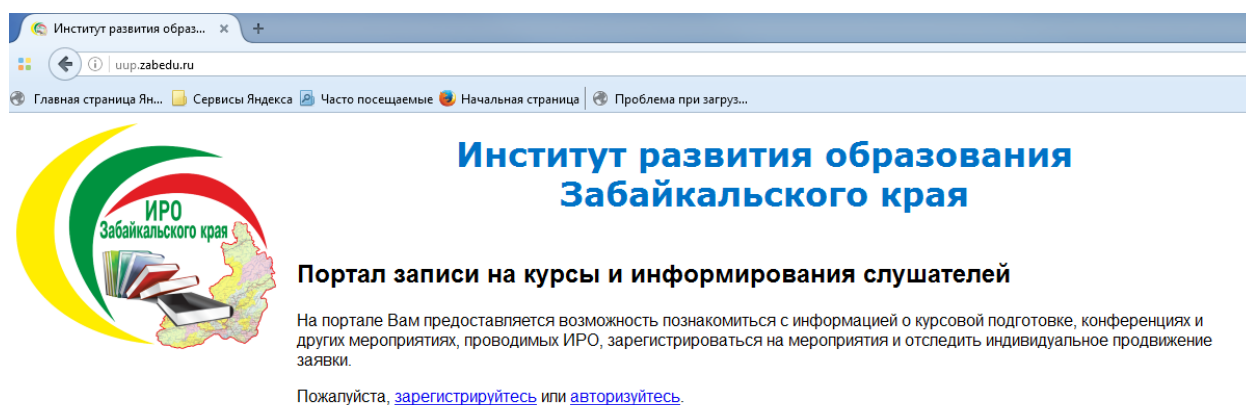 Институт развития образ... × +
uup.zabedu.ru
Главная страница Ян... Сервисы Яндекса Часто посещаемые Начальная страница Проблема при загруз...
Институт развития образования
Забайкальского края
ИРО
Забайкальского края
Портал записи на курсы и информирования слушателей
На портале Вам предоставляется возможность познакомиться с информацией о курсовой подготовке, конференциях и
других мероприятиях, проводимых ИРО, зарегистрироваться на мероприятия и отследить индивидуальное продвижение
заявки.
Пожалуйста, зарегистрируйтесь или авторизуйтесь.